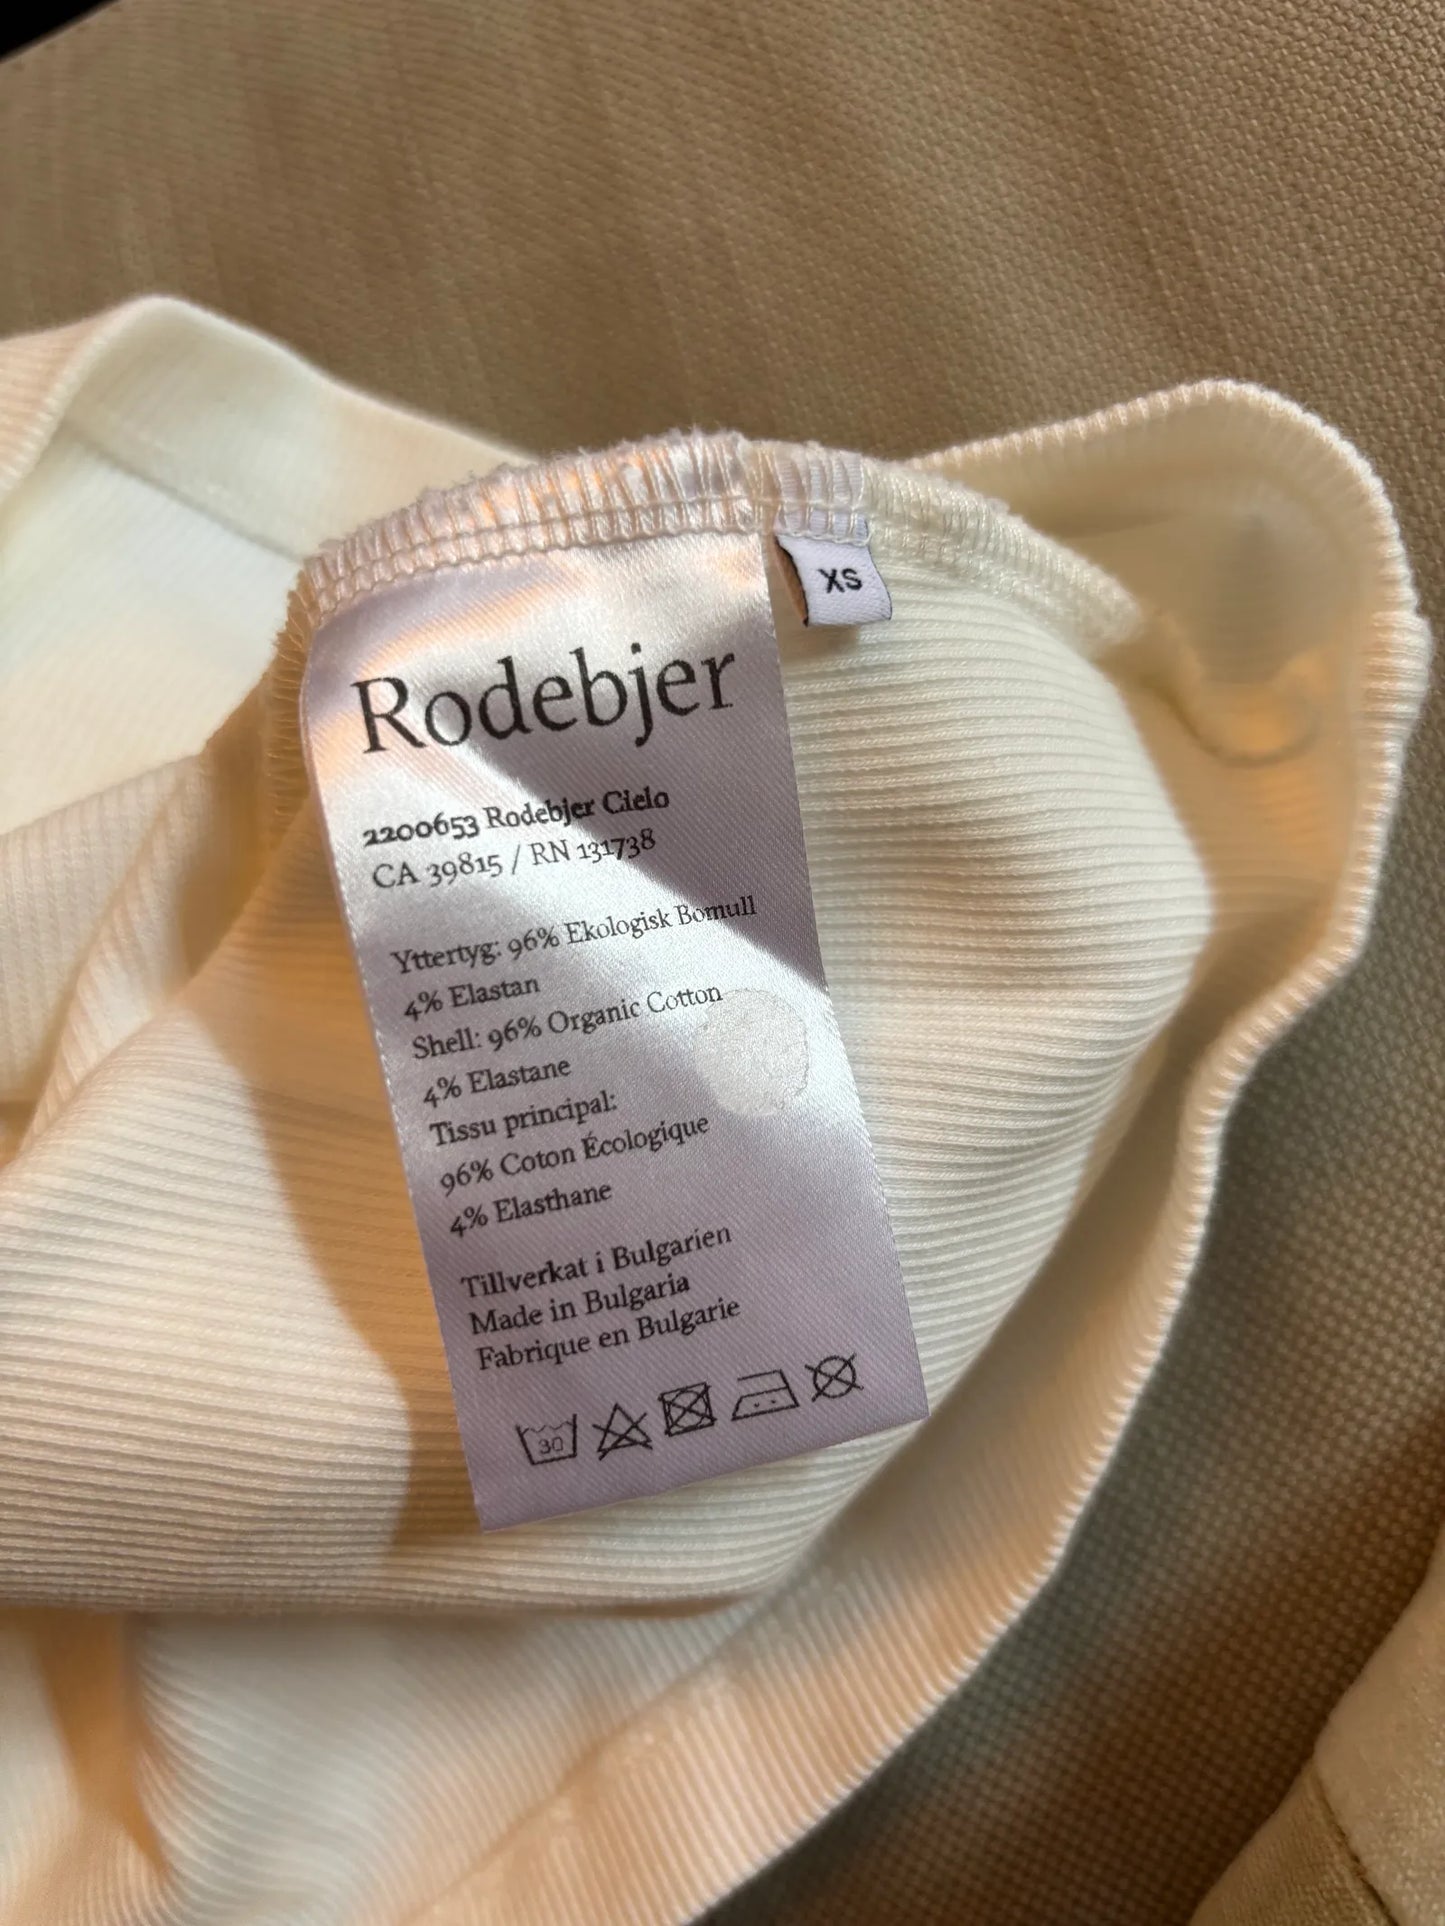 XS
Rodebjer
2200653 Rodebjer Cielo
CA 39815 / RN 131738
Yttertyg: 96% Ekologisk Bomull
4% Elastan
Shell: 96% Organic Cotton
4% Elastane
Tissu principal:
96% Coton Écologique
4% Elasthane
Tillverkat i Bulgarien
Made in Bulgaria
Fabrique en Bulgarie
30